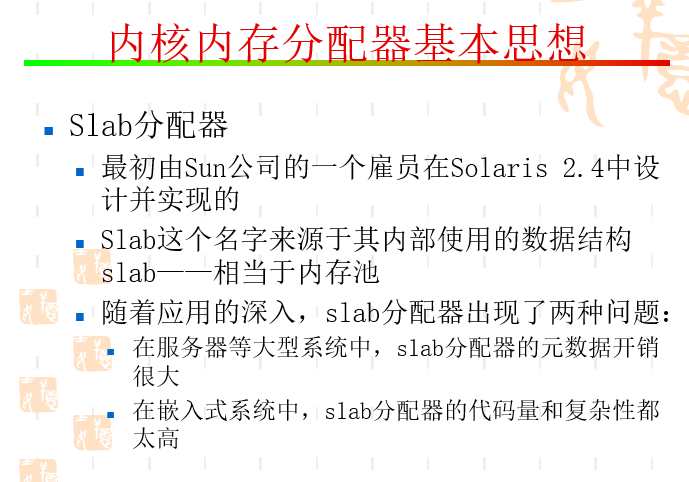 内核内存分配器基本思想
Slab分配器
最初由Sun公司的一个雇员在Solaris 2.4中设
计并实现的
Slab这个名字来源于其内部使用的数据结构
slab——相当于内存池
随着应用的深入，slab分配器出现了两种问题：
在服务器等大型系统中，slab分配器的元数据开销
很大
在嵌入式系统中，slab分配器的代码量和复杂性都
太高